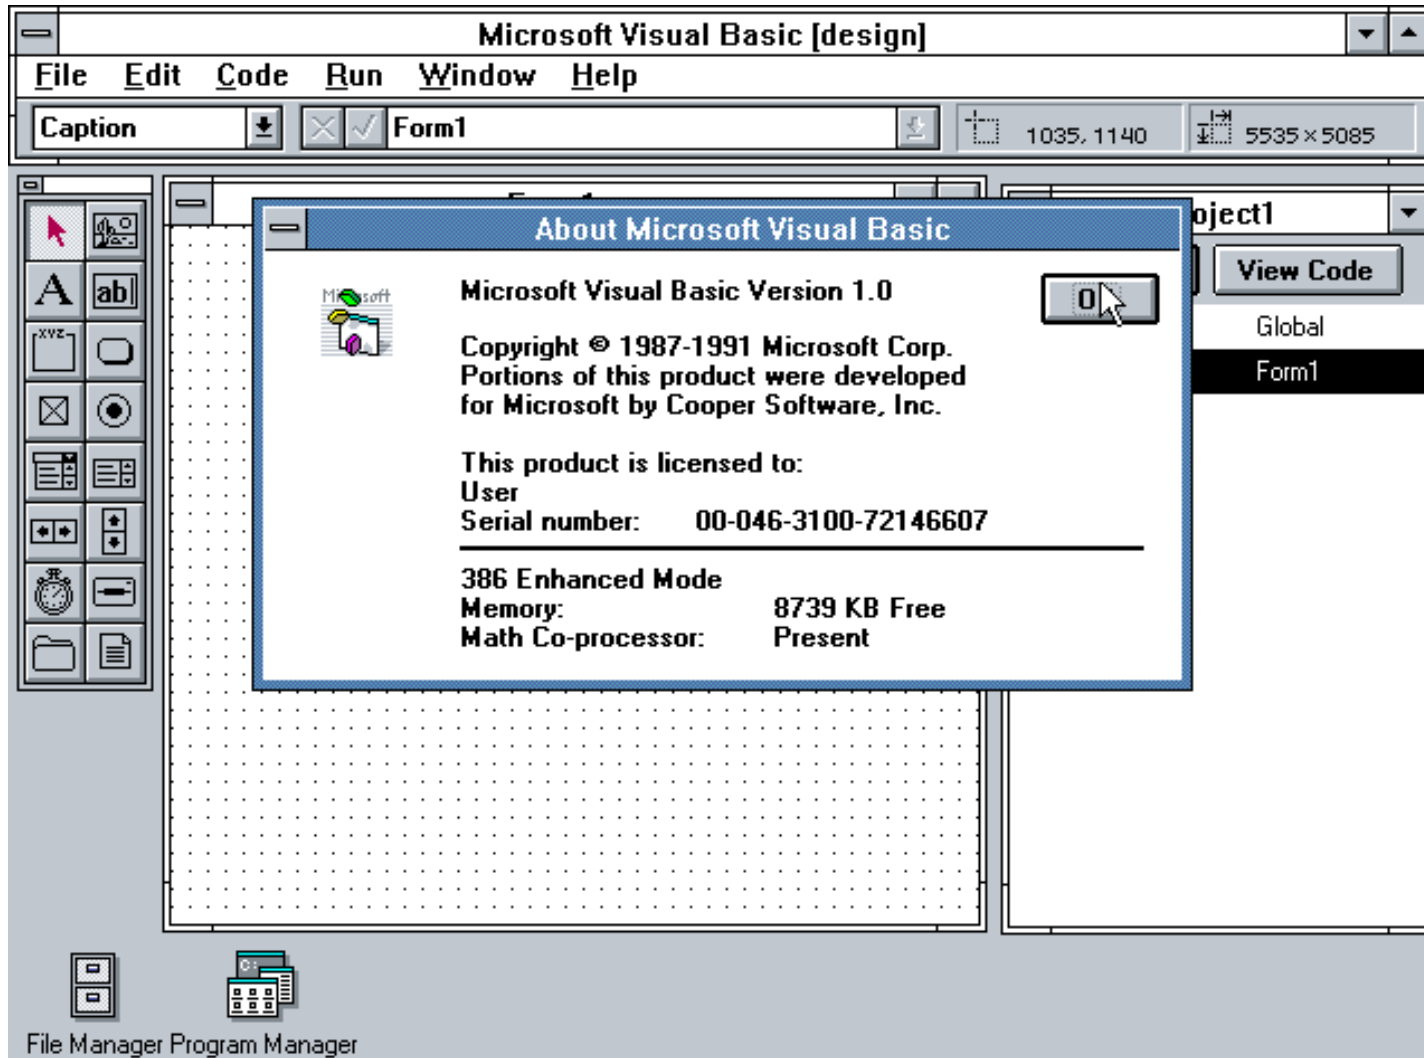 Microsoft Visual Basic [design]
File Edit Code Run Window Help
Caption Form1 1035, 1140 5535×5085
About Microsoft Visual Basic
oject1
View Code
Global
Form1
A ab
XYZ
Microsoft Visual Basic Version 1.0
Copyright © 1987-1991 Microsoft Corp.
Portions of this product were developed
for Microsoft by Cooper Software, Inc.
This product is licensed to:
User
Serial number: 00-046-3100-72146607
386 Enhanced Mode
Memory: 8739 KB Free
Math Co-processor: Present
C:
File Manager Program Manager